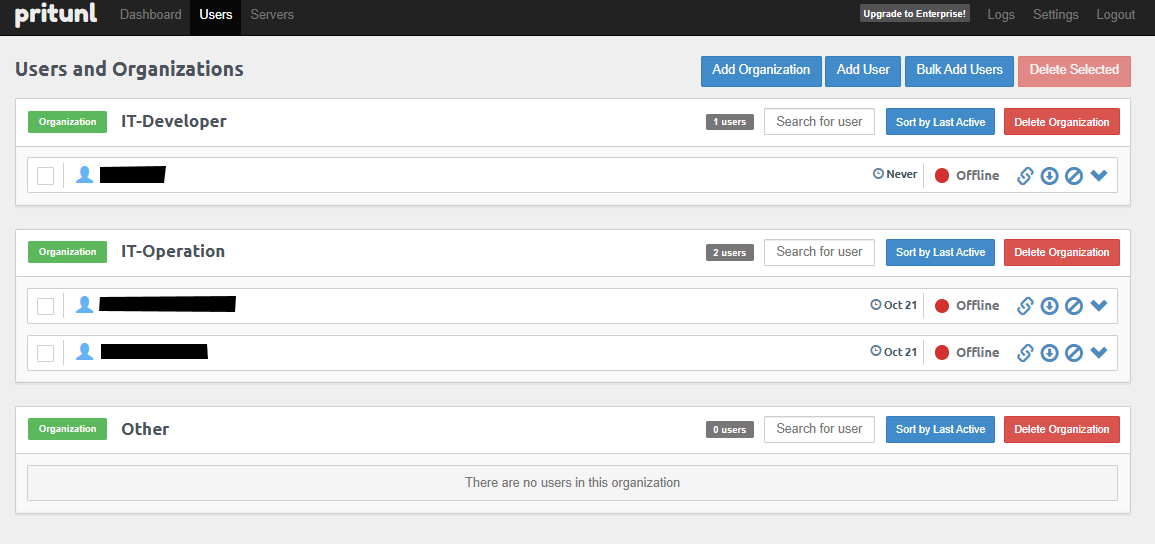 pritunl Dashboard Users Servers Upgrade to Enterprise! Logs Settings Logout
Users and Organizations Add Organization Add User Bulk Add Users Delete Selected
Organization IT-Developer 1 users Search for user Sort by Last Active Delete Organization
Never Offline
Organization IT-Operation 2 users Search for user Sort by Last Active Delete Organization
Oct 21 Offline
Oct 21 Offline
Organization Other 0 users Search for user Sort by Last Active Delete Organization
There are no users in this organization